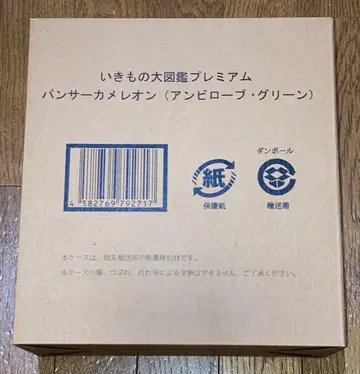 いきもの大図鑑プレミアム
パンサーカメレオン(アンビローブ・グリーン)
ダンボール
紙
4 582769 792717
保護紙
輸送箱
本ケースは、商品輸送用の保護梱包材です。
本ケースの傷、つぶれ、汚れ等による交換はできません。ご了承ください。